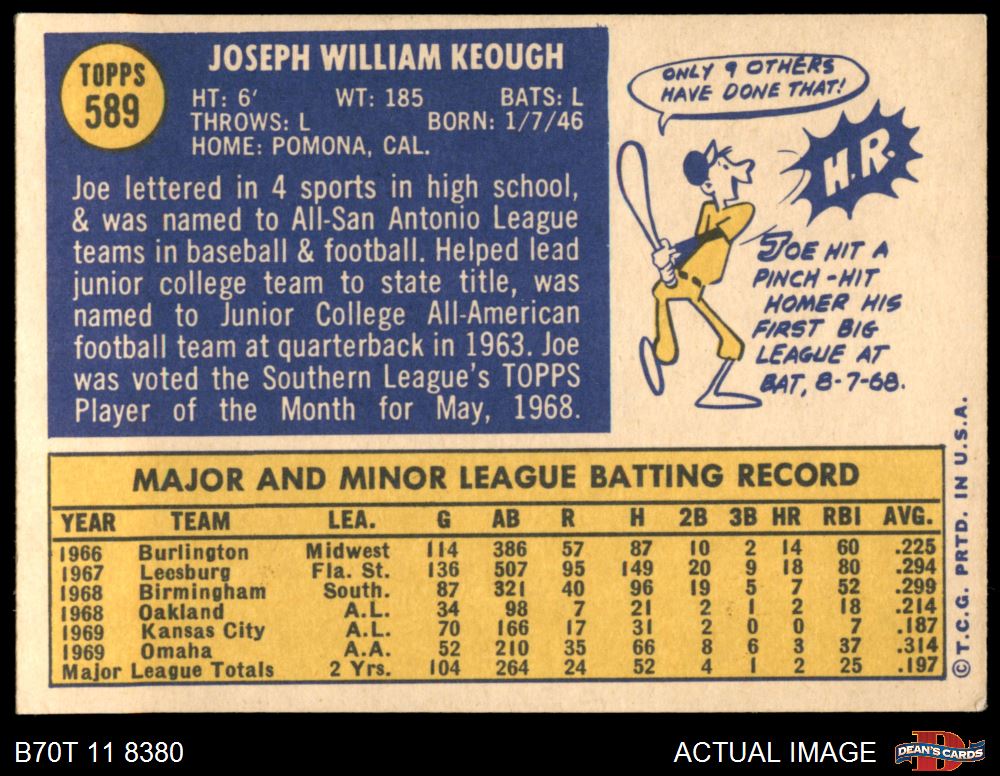 TOPPS
589
JOSEPH WILLIAM KEOUGH
HT: 6' WT: 185 BATS: L
THROWS: L BORN: 1/7/46
HOME: POMONA, CAL.
Joe lettered in 4 sports in high school,
& was named to All-San Antonio League
teams in baseball & football. Helped lead
junior college team to state title, was
named to Junior College All-American
football team at quarterback in 1963. Joe
was voted the Southern League's TOPPS
Player of the Month for May, 1968.
ONLY 9 OTHERS
HAVE DONE THAT!
H.R.
JOE HIT A
PINCH-HIT
HOMER HIS
FIRST BIG
LEAGUE AT
BAT, 8-7-68.
MAJOR AND MINOR LEAGUE BATTING RECORD
YEAR TEAM LEA. G AB R H 2B 3B HR RBI AVG.
1966 Burlington Midwest 114 386 57 87 10 2 14 60 .225
1967 Leesburg Fla. St. 136 507 95 149 20 9 18 80 .294
1968 Birmingham South. 87 321 40 96 19 5 7 52 .299
1968 Oakland A.L. 34 98 7 21 2 1 2 18 .214
1969 Kansas City A.L. 70 166 17 31 2 0 0 7 .187
1969 Omaha A.A. 52 210 35 66 8 6 3 37 .314
Major League Totals 2 Yrs. 104 264 24 52 4 1 2 25 .197
© T.C.G. PRTD. IN U.S.A.
B70T 11 8380
ACTUAL IMAGE
D
DEAN'S CARDS